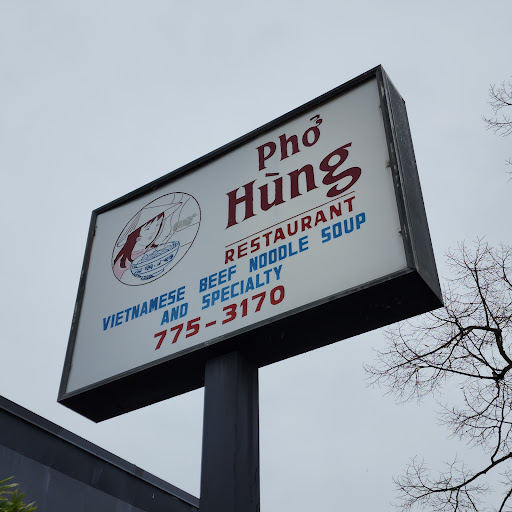 Phở
Hùng
RESTAURANT
VIETNAMESE BEEF NOODLE SOUP
AND SPECIALTY
775-3170